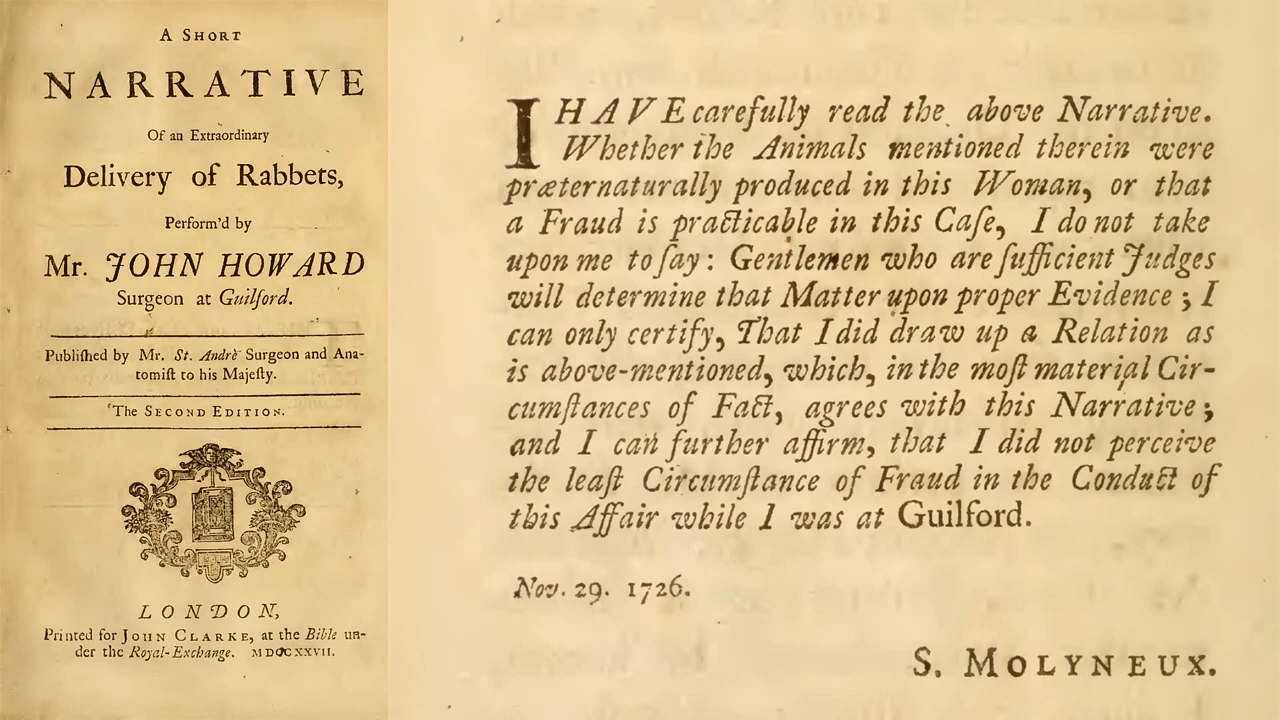 A SHORT
NARRATIVE
Of an Extraordinary
Delivery of Rabbets,
Perform'd by
Mr. JOHN HOWARD
Surgeon at Guilford.
Publiſhed by Mr. St. Andrè Surgeon and Ana-
tomiſt to his Majeſty.
The SECOND EDITION.
LONDON,
Printed for JOHN CLARKE, at the Bible un-
der the Royal-Exchange. MDCCXXVII.
I HAVE carefully read the above Narrative.
Whether the Animals mentioned therein were
præternaturally produced in this Woman, or that
a Fraud is practicable in this Caſe, I do not take
upon me to ſay: Gentlemen who are ſufficient Judges
will determine that Matter upon proper Evidence; I
can only certify, That I did draw up a Relation as
is above-mentioned, which, in the moſt material Cir-
cumſtances of Fact, agrees with this Narrative;
and I can further affirm, that I did not perceive
the leaſt Circumſtance of Fraud in the Conduct of
this Affair while I was at Guilford.
Nov. 29. 1726.
S. MOLYNEUX.